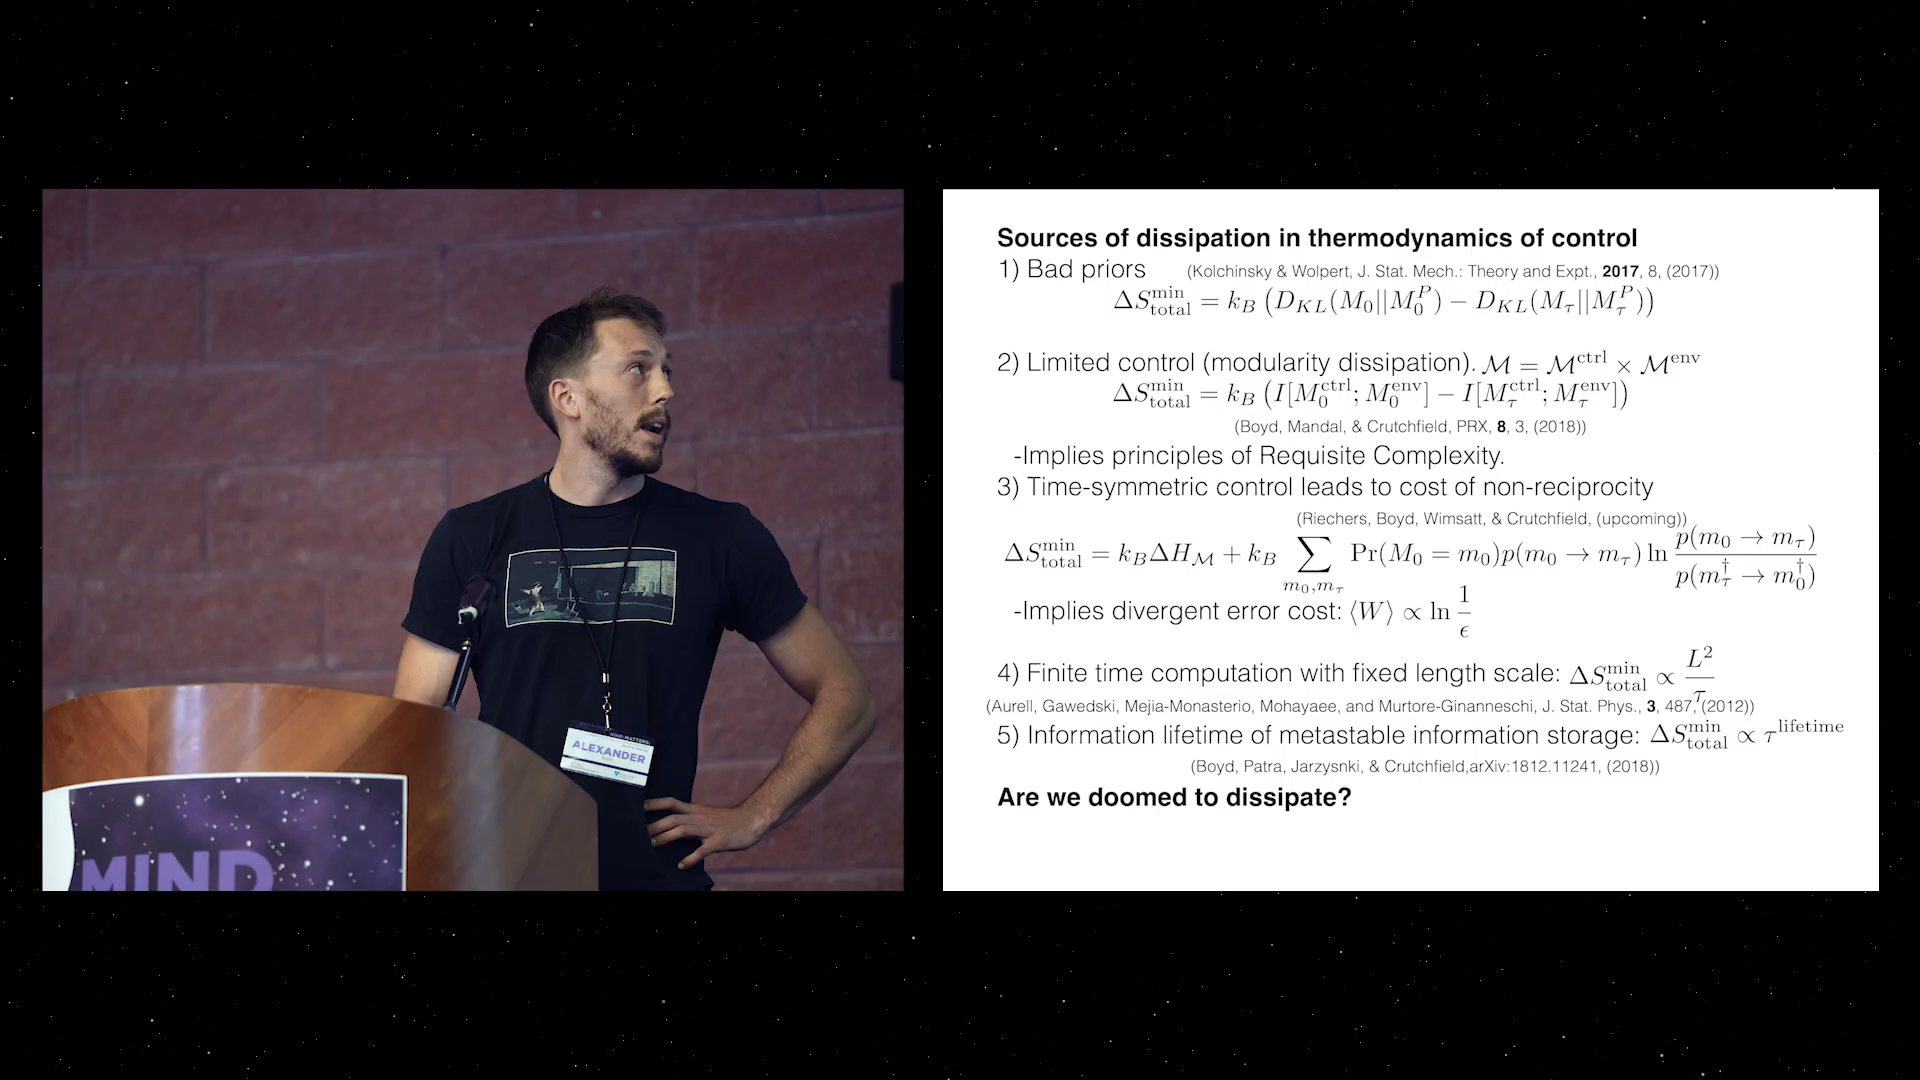 MIND MATTERS
ALEXANDER
MIND
Sources of dissipation in thermodynamics of control
1) Bad priors (Kolchinsky & Wolpert, J. Stat. Mech.: Theory and Expt., 2017, 8, (2017))
ΔS_total^min = k_B (D_KL(M_0||M_0^P) − D_KL(M_τ||M_τ^P))
2) Limited control (modularity dissipation). ℳ = ℳ^ctrl × ℳ^env
ΔS_total^min = k_B (I[M_0^ctrl; M_0^env] − I[M_τ^ctrl; M_τ^env])
(Boyd, Mandal, & Crutchfield, PRX, 8, 3, (2018))
-Implies principles of Requisite Complexity.
3) Time-symmetric control leads to cost of non-reciprocity
(Riechers, Boyd, Wimsatt, & Crutchfield, (upcoming))
ΔS_total^min = k_B ΔH_ℳ + k_B ∑_{m_0,m_τ} Pr(M_0 = m_0)p(m_0 → m_τ) ln p(m_0 → m_τ) / p(m_τ^† → m_0^†)
-Implies divergent error cost: ⟨W⟩ ∝ ln 1/ϵ
4) Finite time computation with fixed length scale: ΔS_total^min ∝ L^2/τ
(Aurell, Gawedski, Mejia-Monasterio, Mohayaee, and Murtore-Ginanneschi, J. Stat. Phys., 3, 487, (2012))
5) Information lifetime of metastable information storage: ΔS_total^min ∝ τ^lifetime
(Boyd, Patra, Jarzysnki, & Crutchfield,arXiv:1812.11241, (2018))
Are we doomed to dissipate?